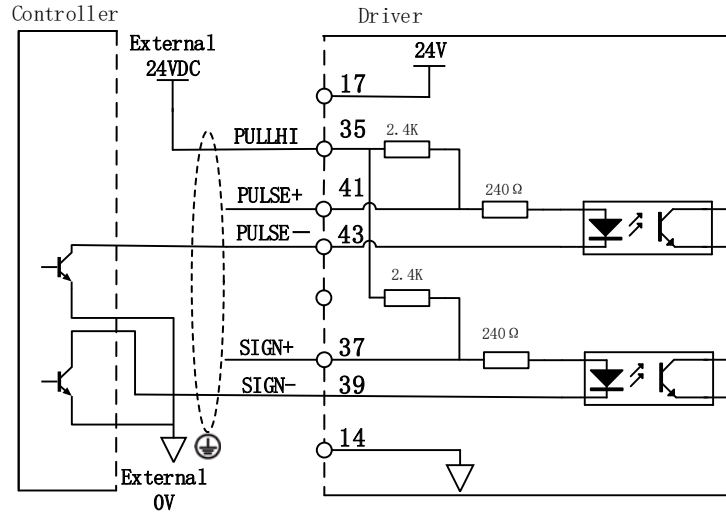 Controller
Driver
External
24VDC
24V
17
PULLHI
35
2.4K
PULSE+
41
240Ω
PULSE—
43
2.4K
SIGN+
37
240Ω
SIGN-
39
14
External
0V